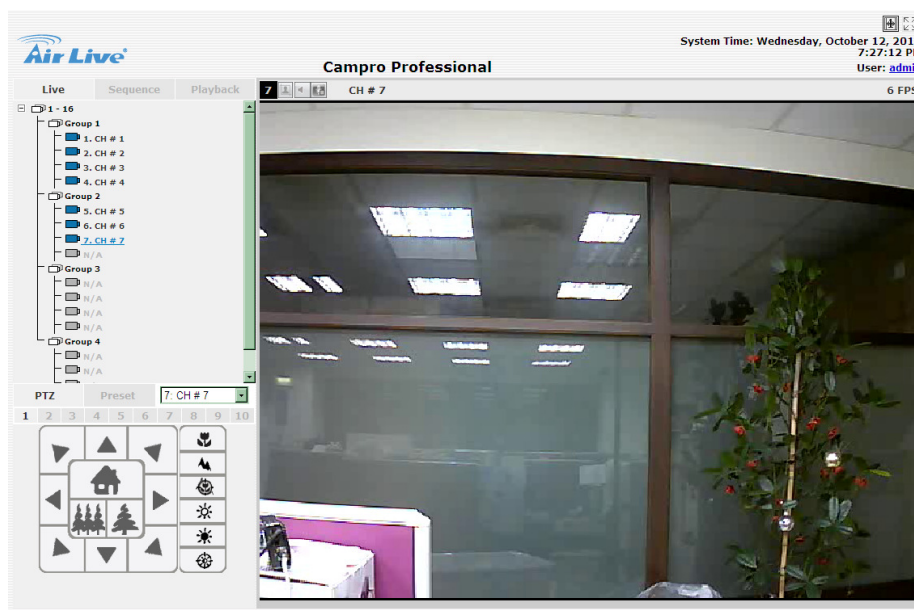 Air Live
System Time: Wednesday, October 12, 201
7:27:12 P
Campro Professional
User: admi
Live Sequence Playback
7 CH # 7 6 FPS
1 - 16
Group 1
1. CH # 1
2. CH # 2
3. CH # 3
4. CH # 4
Group 2
5. CH # 5
6. CH # 6
7. CH # 7
N/A
Group 3
N/A
N/A
N/A
N/A
Group 4
N/A
N/A
PTZ Preset 7: CH # 7
1 2 3 4 5 6 7 8 9 10